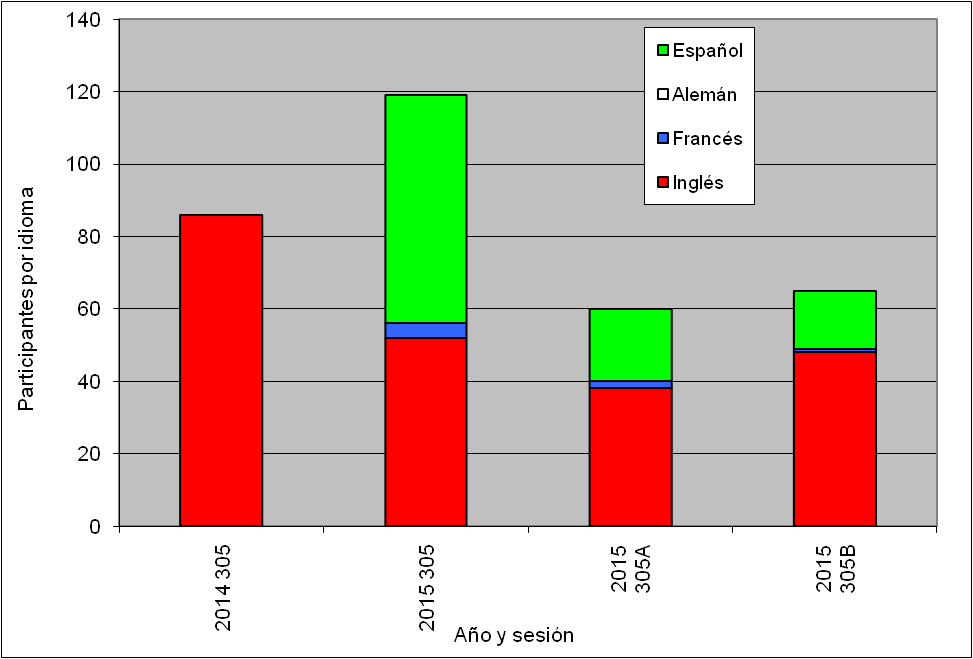 140
120
100
80
60
40
20
0
Participantes por idioma
Español
Alemán
Francés
Inglés
2014 305
2015 305
2015
305A
2015
305B
Año y sesión